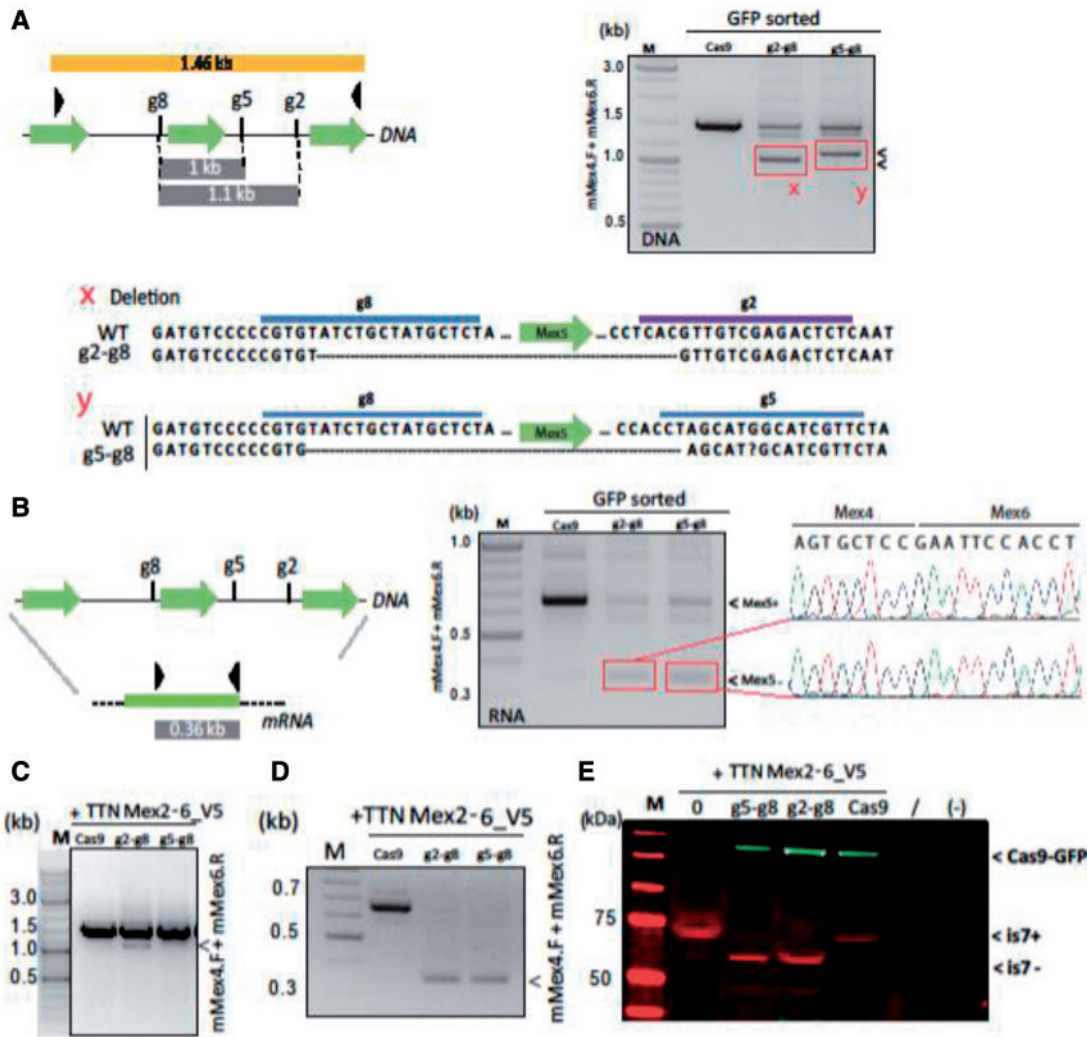 A
1.46 kb
g8
g5
g2
DNA
1 kb
1.1 kb
GFP sorted
(kb)
M
Cas9
g2-g8
g5-g8
3.0
1.5
1.0
0.5
mMex4.F + mMex6.R
<
<
x
y
DNA
x Deletion
g8
g2
WT GATGTCCCCCGTGTATCTGCTATGCTCTA ... Mex5 ... CCTCACGTTGTCGAGACTCTCAAT
g2-g8 GATGTCCCCCGTGT----------GTTGTCGAGACTCTCAAT
y
g8
g5
WT GATGTCCCCCGTGTATCTGCTATGCTCTA ... Mex5 ... CCACCTAGCATGGCATCGTTCTA
g5-g8 GATGTCCCCCGTG----------AGCAT?GCATCGTTCTA
B
g8
g5
g2
DNA
mRNA
0.36 kb
GFP sorted
(kb)
M
Cas9
g2-g8
g5-g8
1.0
0.5
0.3
mMex4.F + mMex6.R
< Mex5+
< Mex5-
RNA
Mex4
Mex6
AGTGCTCCGAATTCCACCT
C
+ TTN Mex2-6_V5
(kb)
M
Cas9
g2-g8
g5-g8
3.0
1.5
1.0
0.5
<
mMex4.F + mMex6.R
D
+TTN Mex2-6_V5
(kb)
M
Cas9
g2-g8
g5-g8
0.7
0.5
0.3
<
mMex4.F + mMex6.R
E
+ TTN Mex2-6_V5
M
0
g5-g8
g2-g8
Cas9
/
(-)
(kDa)
75
50
< Cas9-GFP
< is7+
< is7-